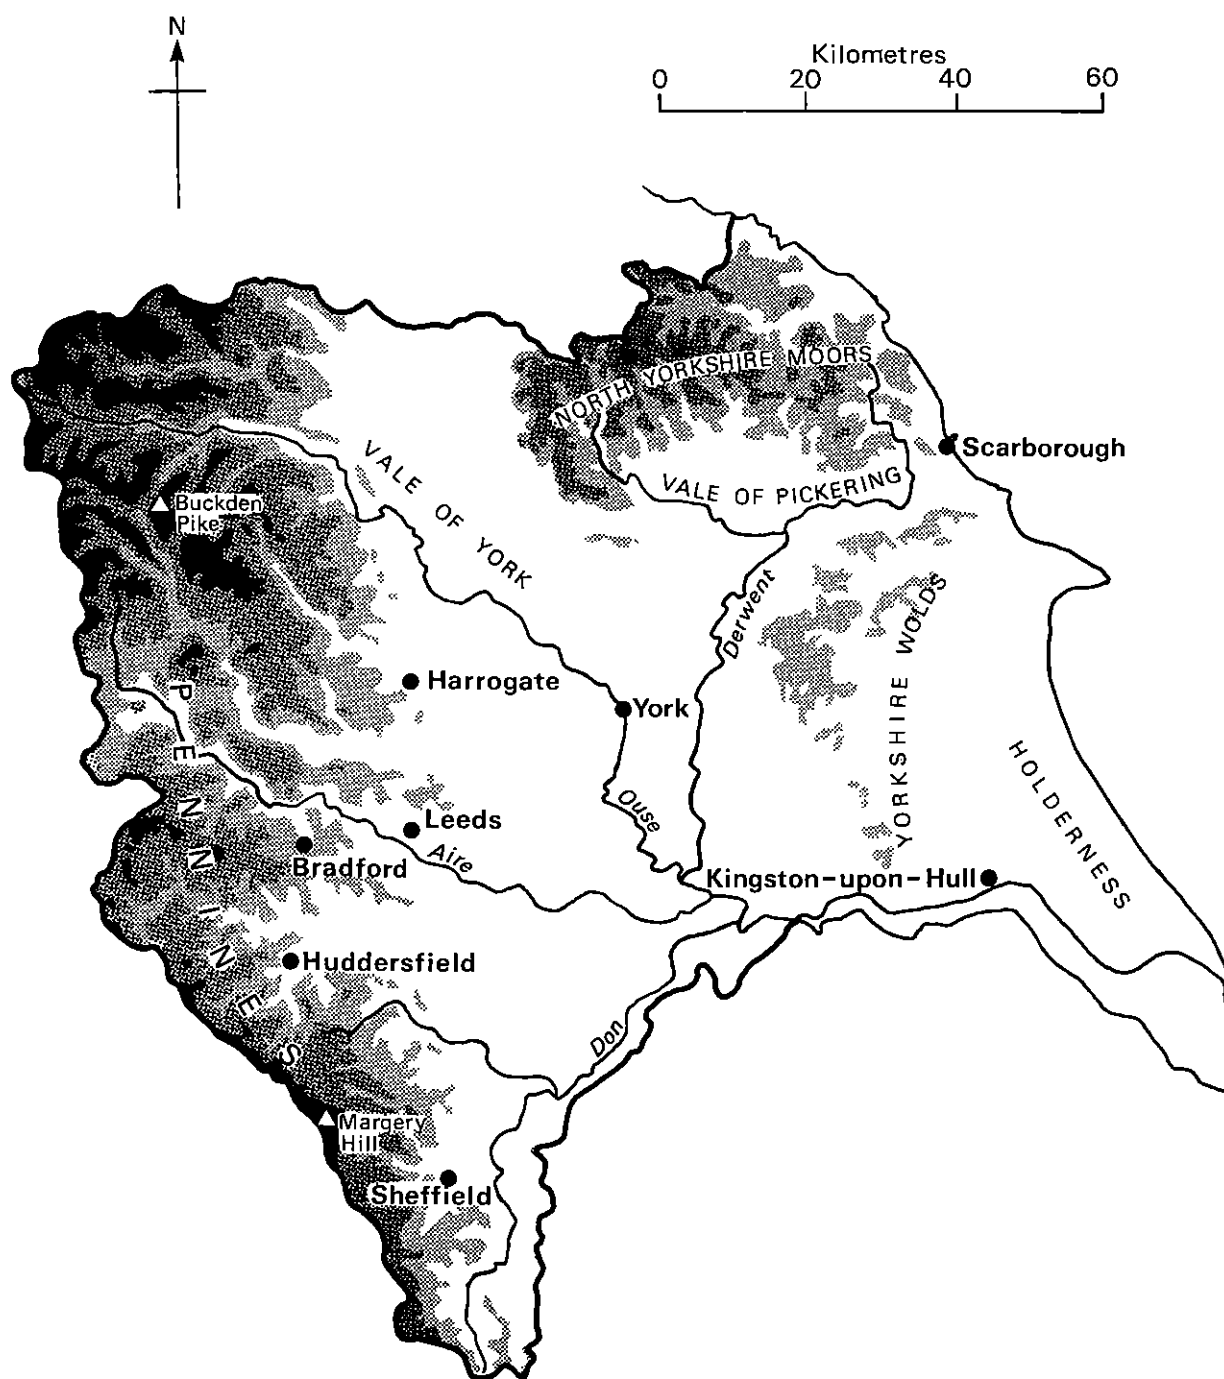 N
Kilometres
0 20 40 60
NORTH YORKSHIRE MOORS
Scarborough
VALE OF PICKERING
VALE OF YORK
Buckden
Pike
Derwent
YORKSHIRE WOLDS
Harrogate
York
PENNINES
HOLDERNESS
Ouse
Leeds
Aire
Bradford
Kingston-upon-Hull
Huddersfield
Don
Margery
Hill
Sheffield